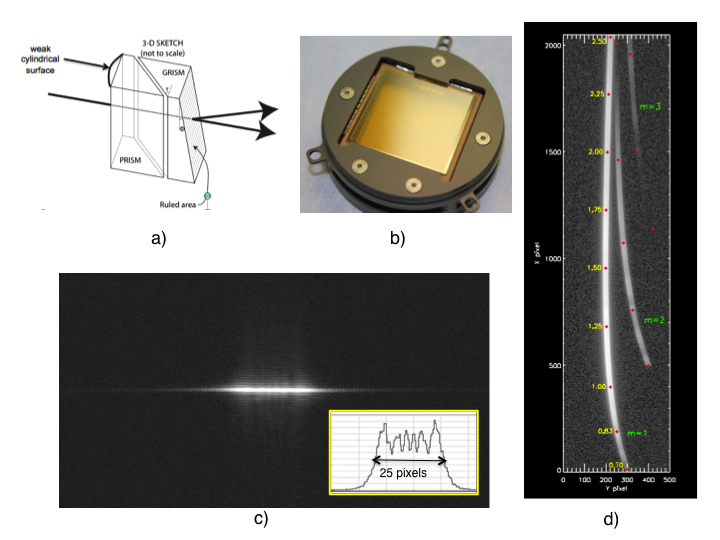 3-D SKETCH
(not to scale)
weak
cylindrical
surface
GRISM
PRISM
Ruled area
a)
b)
25 pixels
c)
2000
1500
1000
500
0
X pixel
0 100 200 300 400 500
Y pixel
2.50
2.25
2.00
1.75
1.50
1.25
1.00
0.83
0.70
m=3
m=2
m=1
d)